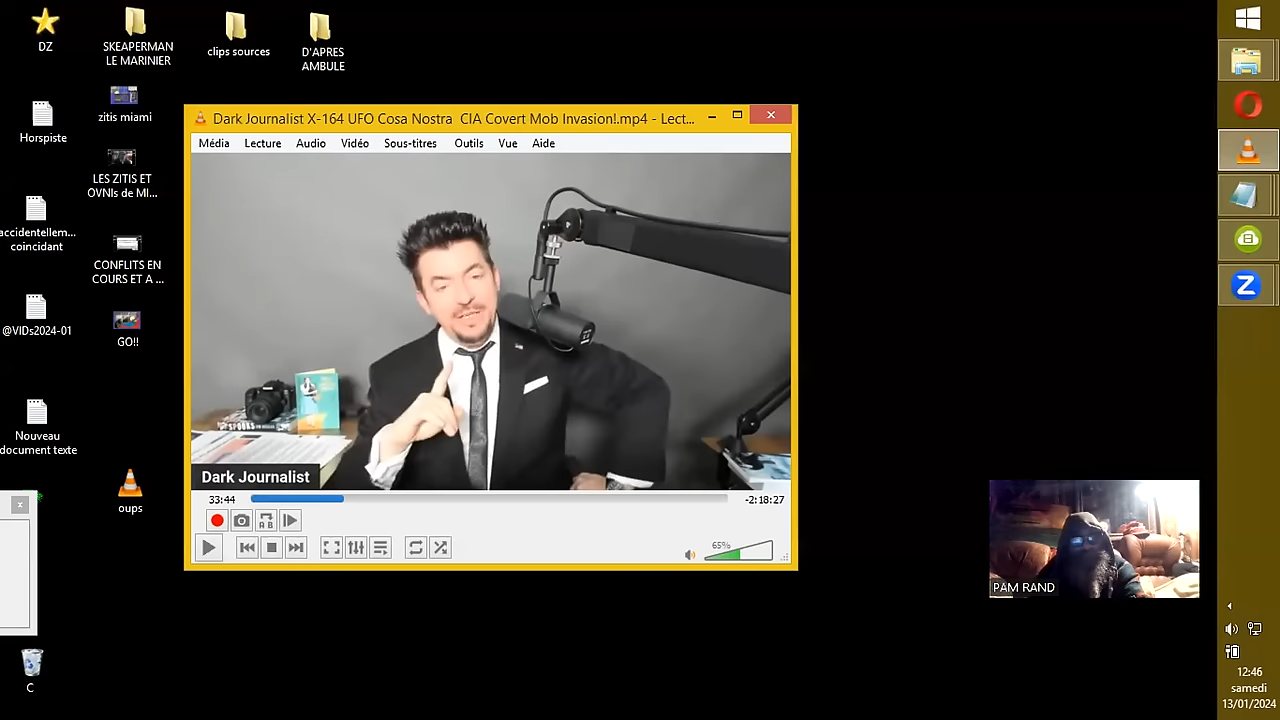 DZ
SKEAPERMAN
LE MARINIER
clips sources
D'APRES
AMBULE
Horspiste
zitis miami
LES ZITIS ET
OVNIs de MI...
accidentellem...
coincidant
CONFLITS EN
COURS ET A ...
@VIDs2024-01
GO!!
Nouveau
document texte
oups
x
C
Dark Journalist X-164 UFO Cosa Nostra  CIA Covert Mob Invasion!.mp4 - Lect...
Média Lecture Audio Vidéo Sous-titres Outils Vue Aide
Dark Journalist
33:44 -2:18:27
A B
65%
PAM RAND
Z
12:46
samedi
13/01/2024